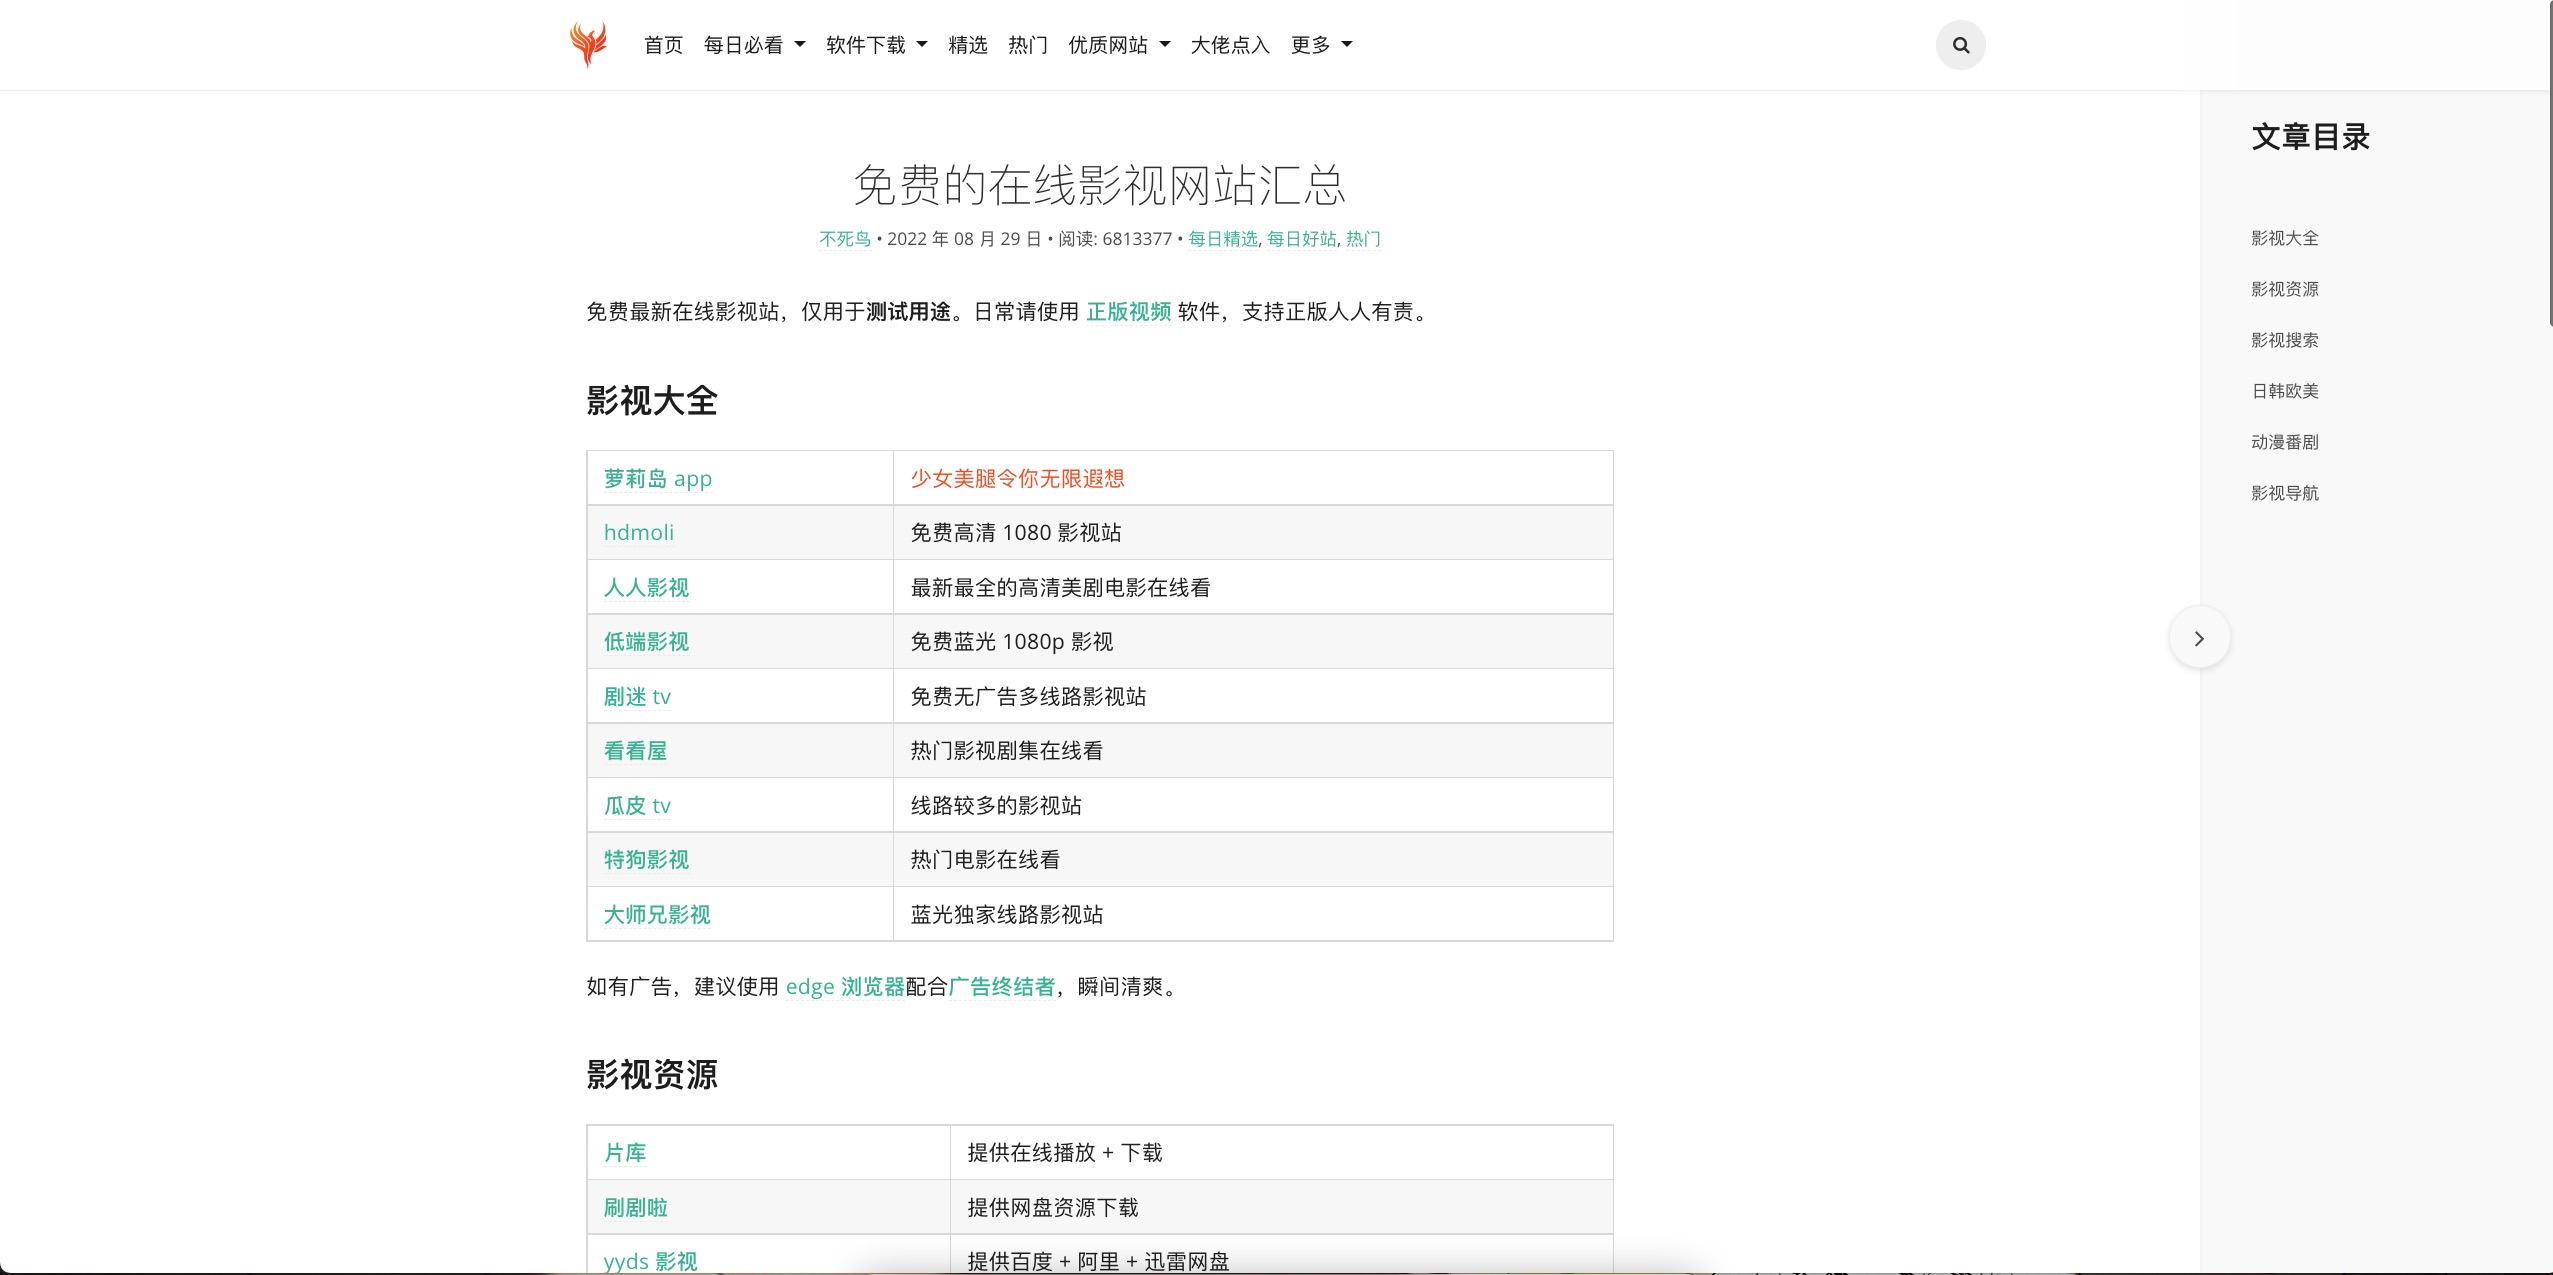 首页 每日必看 软件下载 精选 热门 优质网站 大佬点入 更多
文章目录
影视大全
影视资源
影视搜索
日韩欧美
动漫番剧
影视导航
免费的在线影视网站汇总
不死鸟 • 2022 年 08 月 29 日 • 阅读: 6813377 • 每日精选, 每日好站, 热门
免费最新在线影视站，仅用于测试用途。日常请使用 正版视频 软件，支持正版人人有责。
影视大全
萝莉岛 app 少女美腿令你无限遐想
hdmoli 免费高清 1080 影视站
人人影视 最新最全的高清美剧电影在线看
低端影视 免费蓝光 1080p 影视
剧迷 tv 免费无广告多线路影视站
看看屋 热门影视剧集在线看
瓜皮 tv 线路较多的影视站
特狗影视 热门电影在线看
大师兄影视 蓝光独家线路影视站
如有广告，建议使用 edge 浏览器配合广告终结者，瞬间清爽。
影视资源
片库 提供在线播放 + 下载
刷剧啦 提供网盘资源下载
yyds 影视 提供百度 + 阿里 + 迅雷网盘